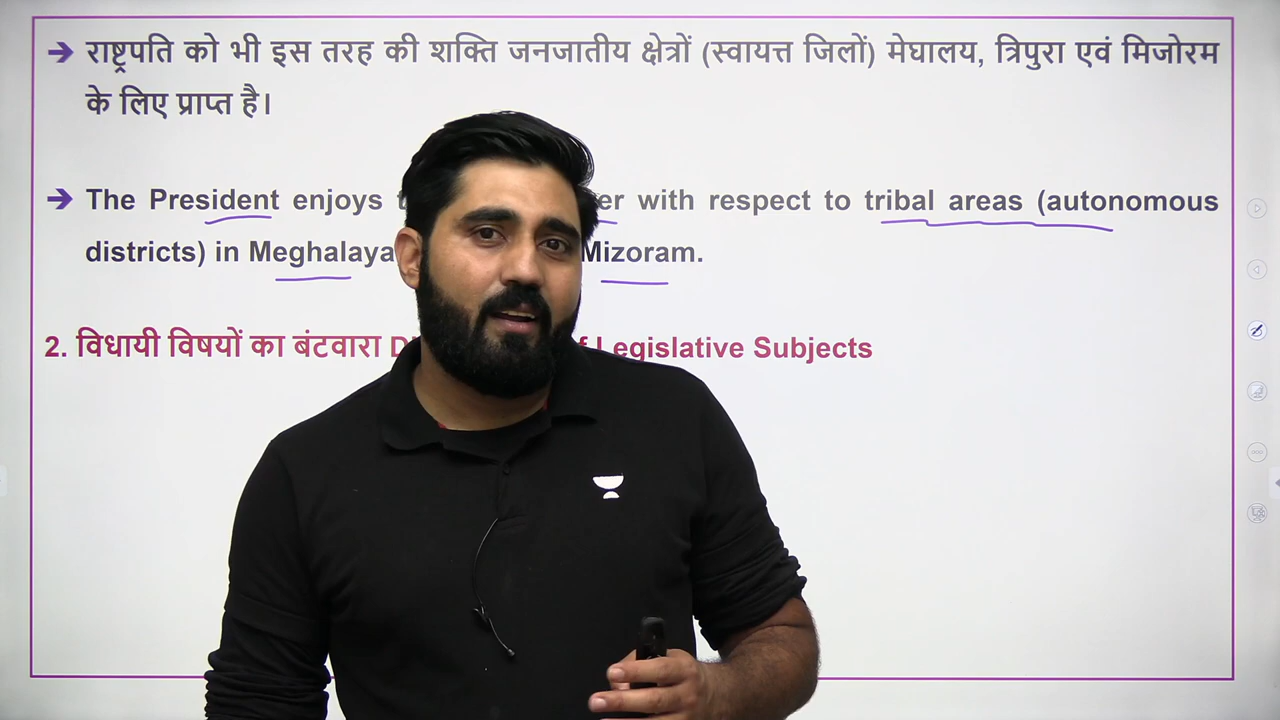 → राष्ट्रपति को भी इस तरह की शक्ति जनजातीय क्षेत्रों (स्वायत्त जिलों) मेघालय, त्रिपुरा एवं मिजोरम
के लिए प्राप्त है।
→ The President enjoys with respect to tribal areas (autonomous
districts) in Meghalaya Mizoram.
2. विधायी विषयों का बंटवारा Legislative Subjects